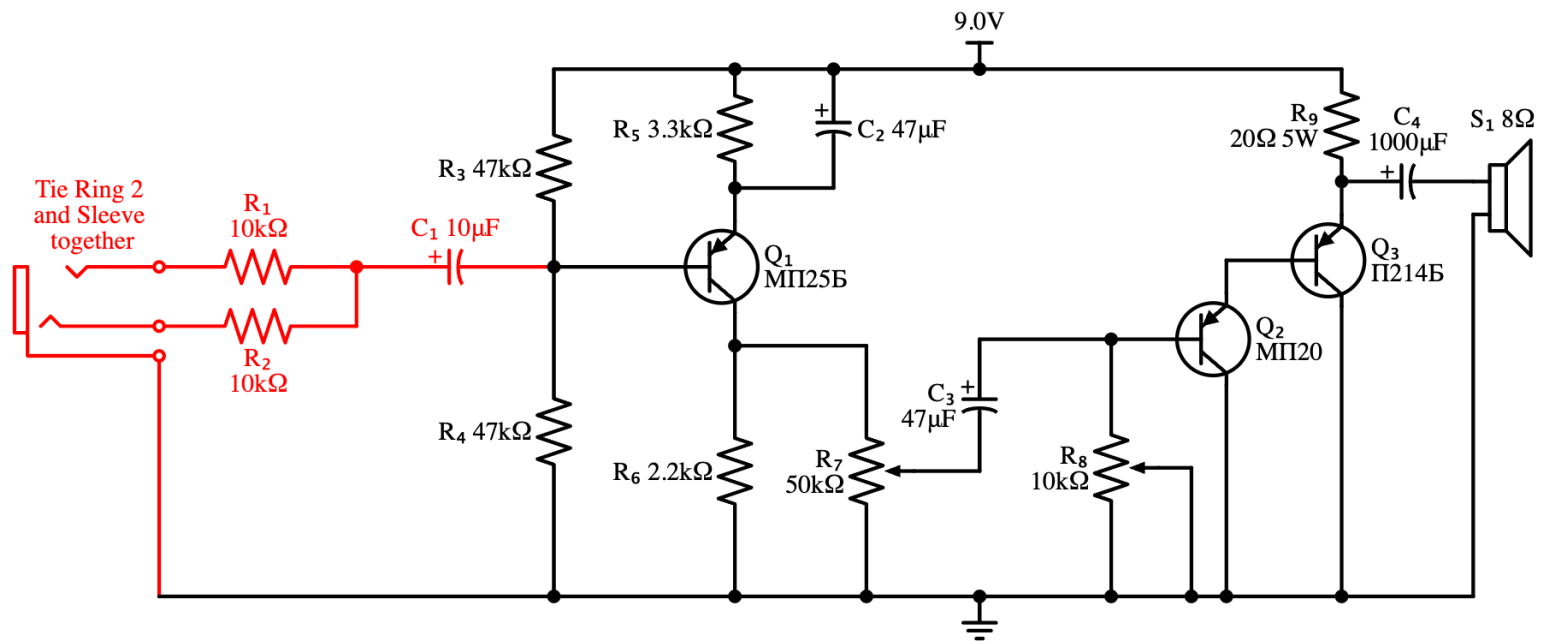 9.0V
R₅ 3.3kΩ
+
C₂ 47µF
R₉
20Ω 5W
C₄
1000µF
+
S₁ 8Ω
R₃ 47kΩ
Tie Ring 2
and Sleeve
together
R₁
10kΩ
C₁ 10µF
+
Q₁
МП25Б
Q₃
П214Б
R₂
10kΩ
Q₂
МП20
+
C₃
47µF
R₄ 47kΩ
R₆ 2.2kΩ
R₇
50kΩ
R₈
10kΩ